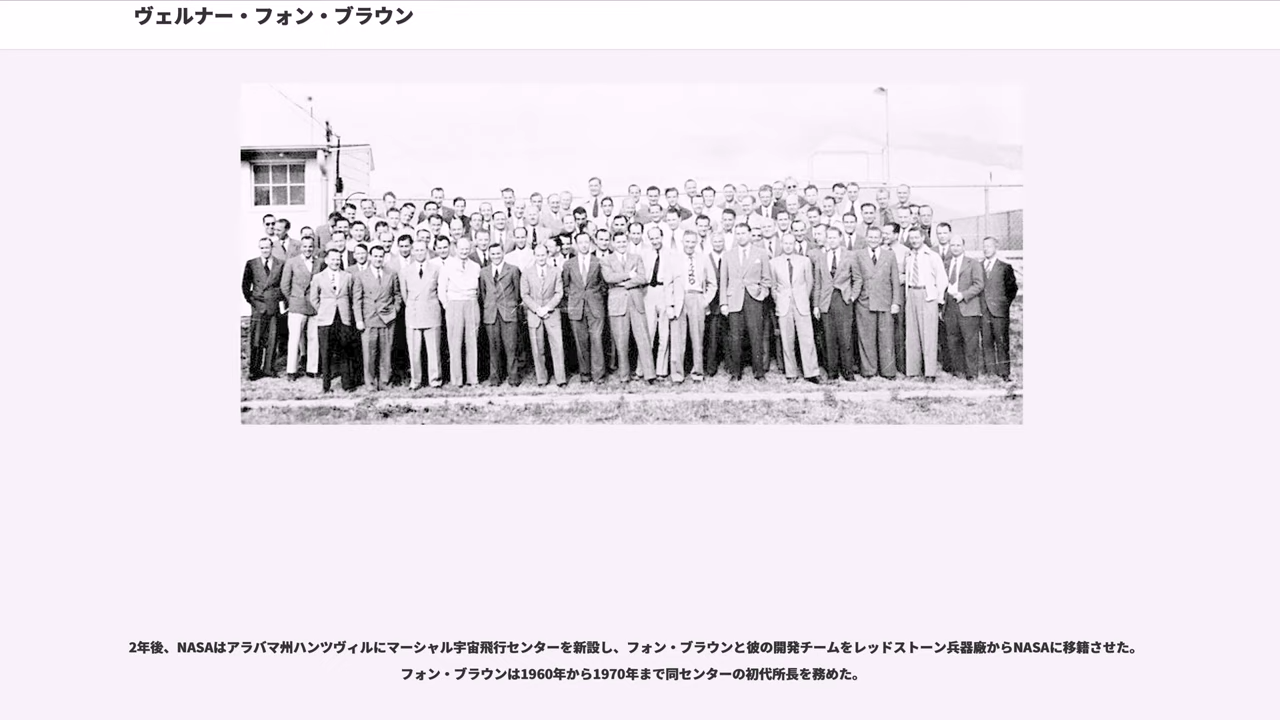 ヴェルナー・フォン・ブラウン
2年後、NASAはアラバマ州ハンツヴィルにマーシャル宇宙飛行センターを新設し、フォン・ブラウンと彼の開発チームをレッドストーン兵器廠からNASAに移籍させた。
フォン・ブラウンは1960年から1970年まで同センターの初代所長を務めた。